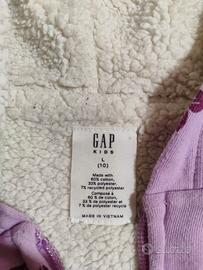 GAP
KIDS
L
(10)
Made with
60% cotton,
33% polyester,
7% recycled polyester
Composé à
60 % de coton,
33 % de polyester et
7 % de polyester recyclé
MADE IN VIETNAM
Subito